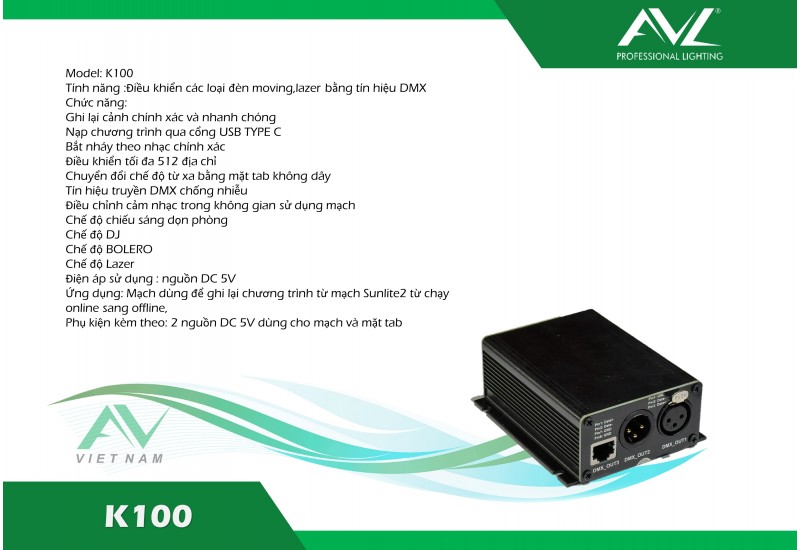 AVL®
PROFESSIONAL LIGHTING
Model: K100
Tính năng :Điều khiển các loại đèn moving,lazer bằng tín hiệu DMX
Chức năng:
Ghi lại cảnh chính xác và nhanh chóng
Nạp chương trình qua cổng USB TYPE C
Bắt nháy theo nhạc chính xác
Điều khiển tối đa 512 địa chỉ
Chuyển đổi chế độ từ xa bằng mặt tab không dây
Tín hiệu truyền DMX chống nhiễu
Điều chỉnh cảm nhạc trong không gian sử dụng mạch
Chế độ chiếu sáng dọn phòng
Chế độ DJ
Chế độ BOLERO
Chế độ Lazer
Điện áp sử dụng : nguồn DC 5V
Ứng dụng: Mạch dùng để ghi lại chương trình từ mạch Sunlite2 từ chạy
online sang offline,
Phụ kiện kèm theo: 2 nguồn DC 5V dùng cho mạch và mặt tab
DMX_OUT3
DMX_OUT2
DMX_OUT1
AV
VIET NAM
K100